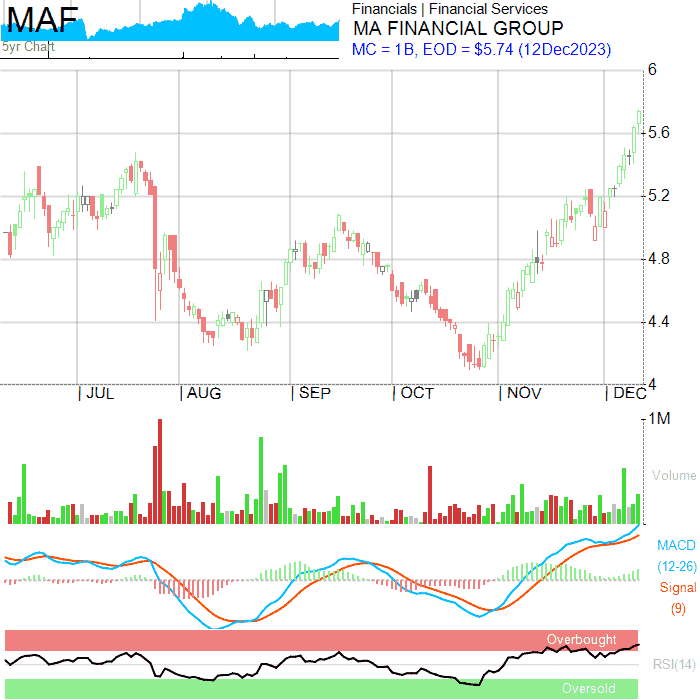 MAF
5yr Chart
Financials | Financial Services
MA FINANCIAL GROUP
MC = 1B, EOD = $5.74 (12Dec2023)
6
5.6
5.2
4.8
4.4
4
| JUL | AUG | SEP | OCT | NOV | DEC
1M
Volume
MACD
(12-26)
Signal
(9)
Overbought
RSI(14)
Oversold